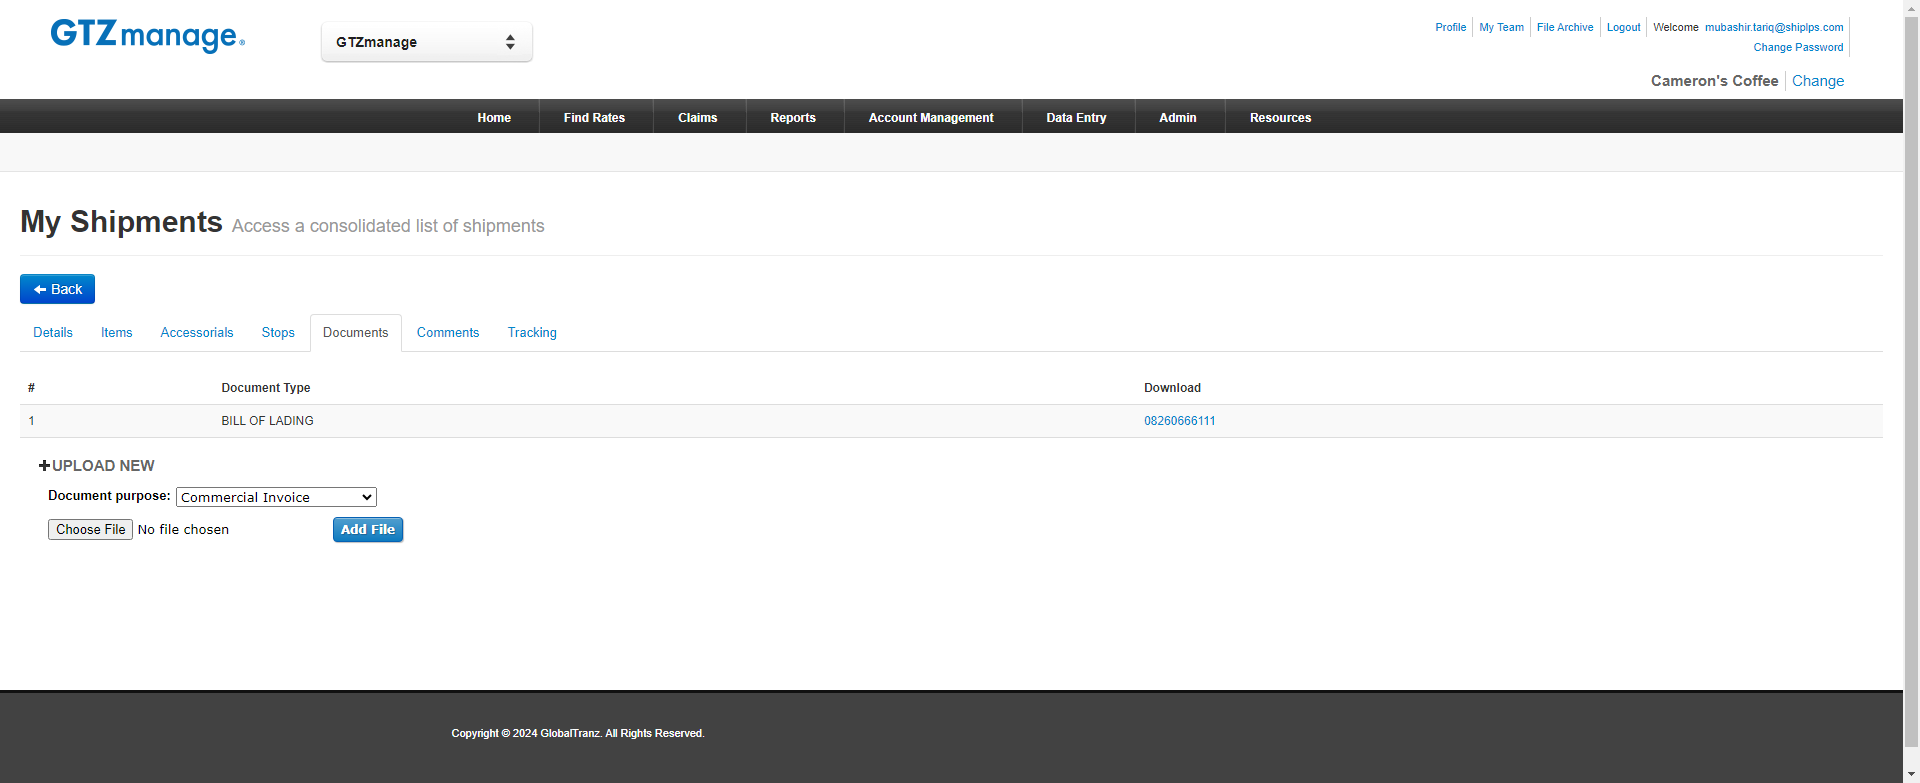 GTZmanage®
GTZmanage
Profile My Team File Archive Logout Welcome mubashir.tariq@shiplps.com
Change Password
Cameron's Coffee Change
Home Find Rates Claims Reports Account Management Data Entry Admin Resources
My Shipments Access a consolidated list of shipments
Back
Details Items Accessorials Stops Documents Comments Tracking
# Document Type Download
1 BILL OF LADING 08260666111
UPLOAD NEW
Document purpose: Commercial Invoice
Choose File No file chosen Add File
Copyright © 2024 GlobalTranz. All Rights Reserved.